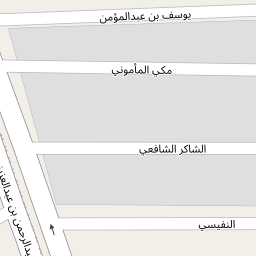 يوسف بن عبدالمؤمن
مكي المأموني
الشاكر الشافعي
النفيسي
عبدالرحمن بن عبدالعزيز